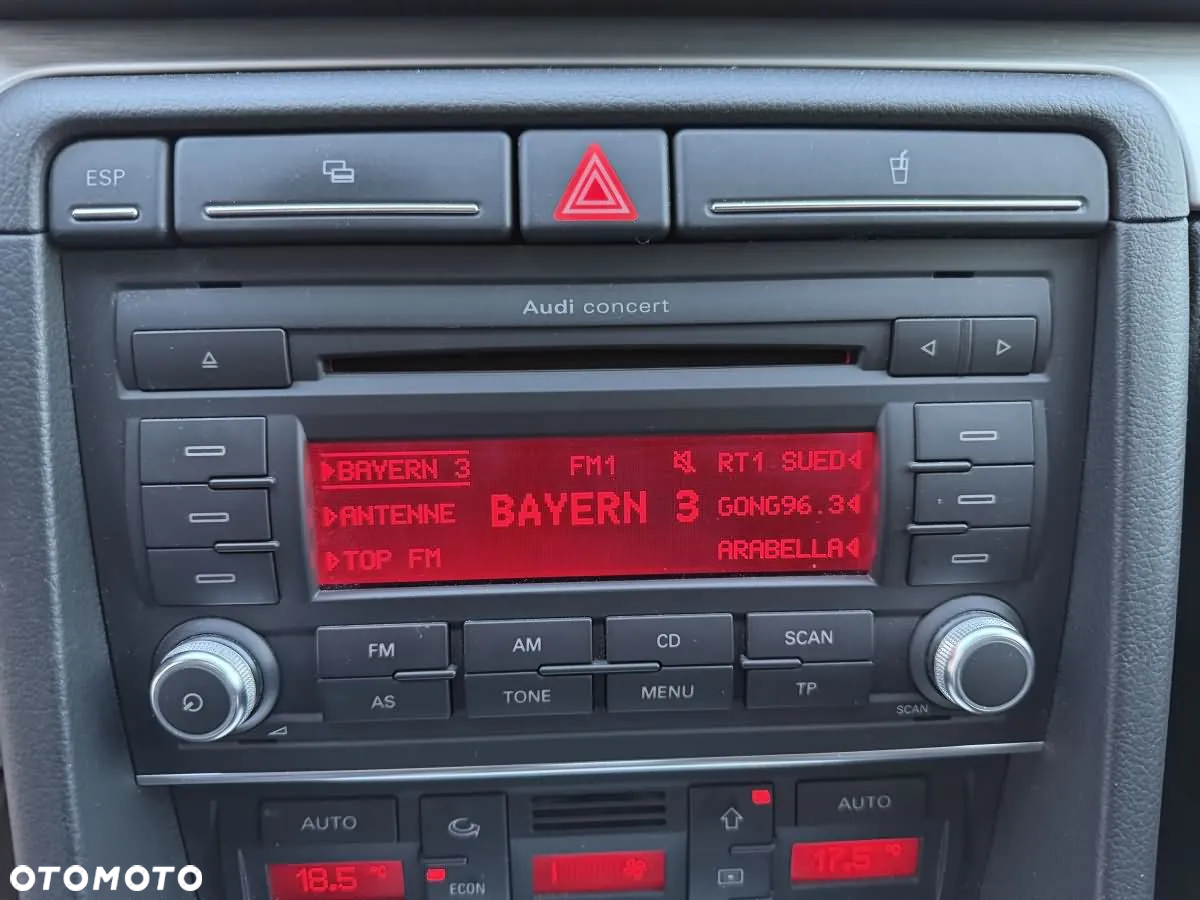 ESP
Audi concert
BAYERN 3 FM1 RT1 SUED
ANTENNE BAYERN 3 GONG96.3
TOP FM ARABELLA
FM AM CD SCAN
AS TONE MENU TP
SCAN
AUTO AUTO
18.5 °C 17.5 °C
ECON
OTOMOTO